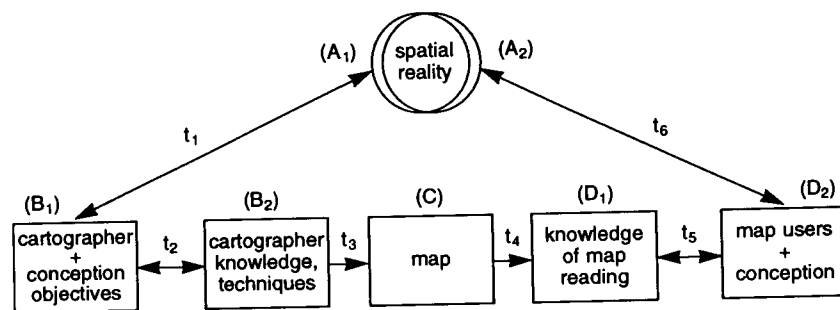 (A₁)
spatial
reality
(A₂)
t₁
t₆
(B₁)
cartographer
+
conception
objectives
t₂
(B₂)
cartographer
knowledge,
techniques
t₃
(C)
map
t₄
(D₁)
knowledge
of map
reading
t₅
(D₂)
map users
+
conception